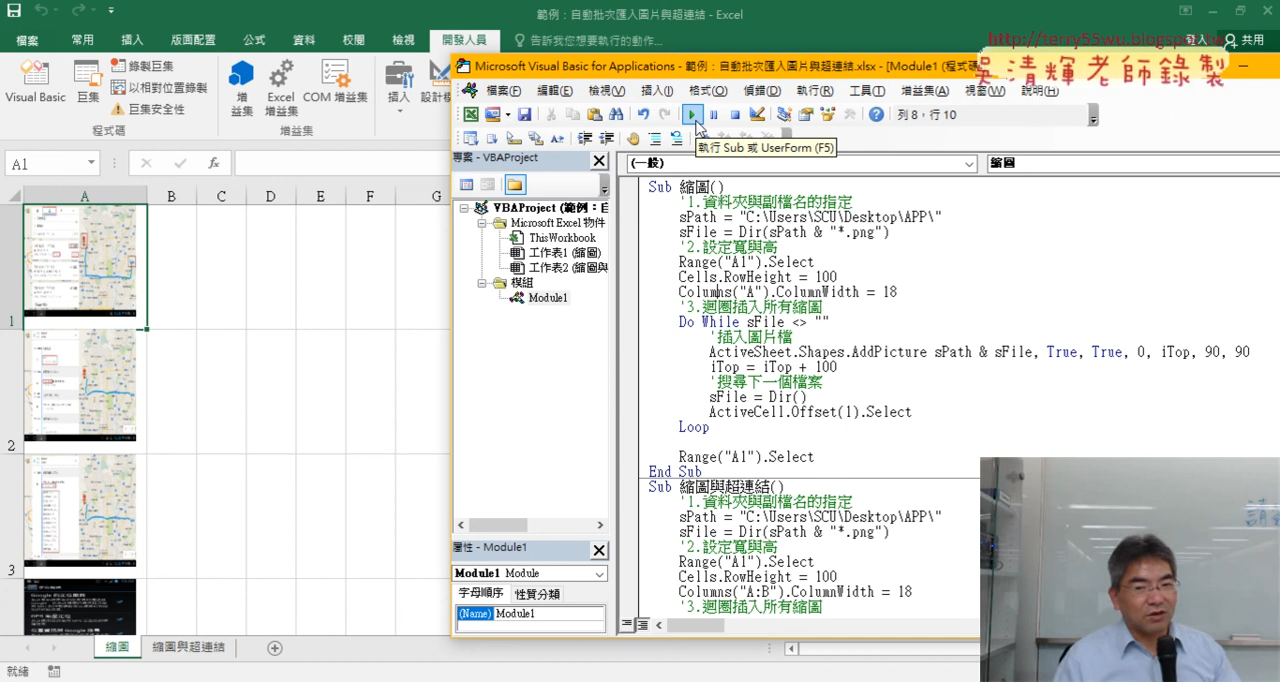 範例：自動批次匯入圖片與超連結 - Excel
檔案 常用 插入 版面配置 公式 資料 校閱 檢視 開發人員 告訴我您想要執行的動作... 登入 共用
http://terry55wu.blogspot.tw
吳清輝老師錄製
Visual Basic 巨集 錄製巨集 以相對位置錄製 巨集安全性
增益集 Excel 增益集 COM 增益集 插入
程式碼 增益集
A1 fx
A B C D E F G
1
2
3
縮圖 縮圖與超連結
就緒
Microsoft Visual Basic for Applications - 範例：自動批次匯入圖片與超連結.xlsx - [Module1 (程式碼
檔案(F) 編輯(E) 檢視(V) 插入(I) 格式(O) 偵錯(D) 執行(R) 工具(T) 增益集(A) 視窗(W) 說明(H)
列 8，行 10
執行 Sub 或 UserForm (F5)
專案 - VBAProject
VBAProject (範例：自
Microsoft Excel 物件
ThisWorkbook
工作表1 (縮圖)
工作表2 (縮圖與
模組
Module1
屬性 - Module1
Module1 Module
字母順序 性質分類
(Name) Module1
(一般) 縮圖
Sub 縮圖()
'1.資料夾與副檔名的指定
sPath = "C:\Users\SCU\Desktop\APP\"
sFile = Dir(sPath & "*.png")
'2.設定寬與高
Range("A1").Select
Cells.RowHeight = 100
Columns("A").ColumnWidth = 18
'3.迴圈插入所有縮圖
Do While sFile <> ""
'插入圖片檔
ActiveSheet.Shapes.AddPicture sPath & sFile, True, True, 0, iTop, 90, 90
iTop = iTop + 100
'搜尋下一個檔案
sFile = Dir()
ActiveCell.Offset(1).Select
Loop
Range("A1").Select
End Sub
Sub 縮圖與超連結()
'1.資料夾與副檔名的指定
sPath = "C:\Users\SCU\Desktop\APP\"
sFile = Dir(sPath & "*.png")
'2.設定寬與高
Range("A1").Select
Cells.RowHeight = 100
Columns("A:B").ColumnWidth = 18
'3.迴圈插入所有縮圖